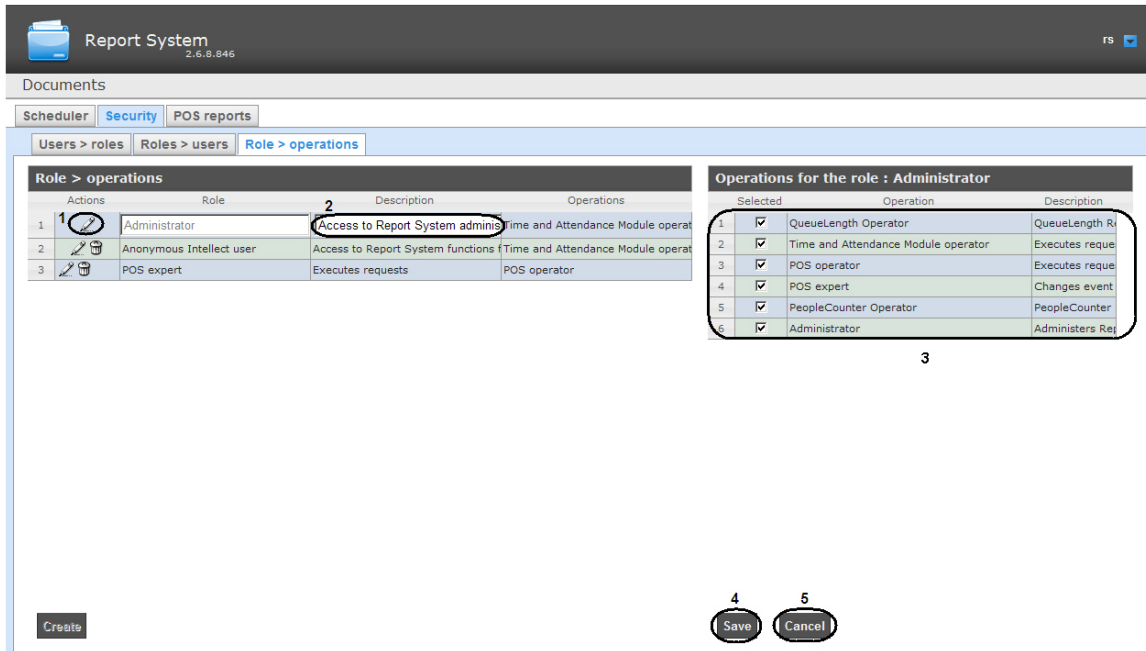 Report System
2.6.8.846
rs
Documents
Scheduler Security POS reports
Users > roles Roles > users Role > operations
Role > operations
Actions Role Description Operations
1 1 Administrator 2 Access to Report System adminis Time and Attendance Module operat
2 Anonymous Intellect user Access to Report System functions f Time and Attendance Module operat
3 POS expert Executes requests POS operator
Operations for the role : Administrator
Selected Operation Description
1 QueueLength Operator QueueLength Re
2 Time and Attendance Module operator Executes reque
3 POS operator Executes reque
4 POS expert Changes event
5 PeopleCounter Operator PeopleCounter
6 Administrator Administers Rep
3
4 5
Create Save Cancel